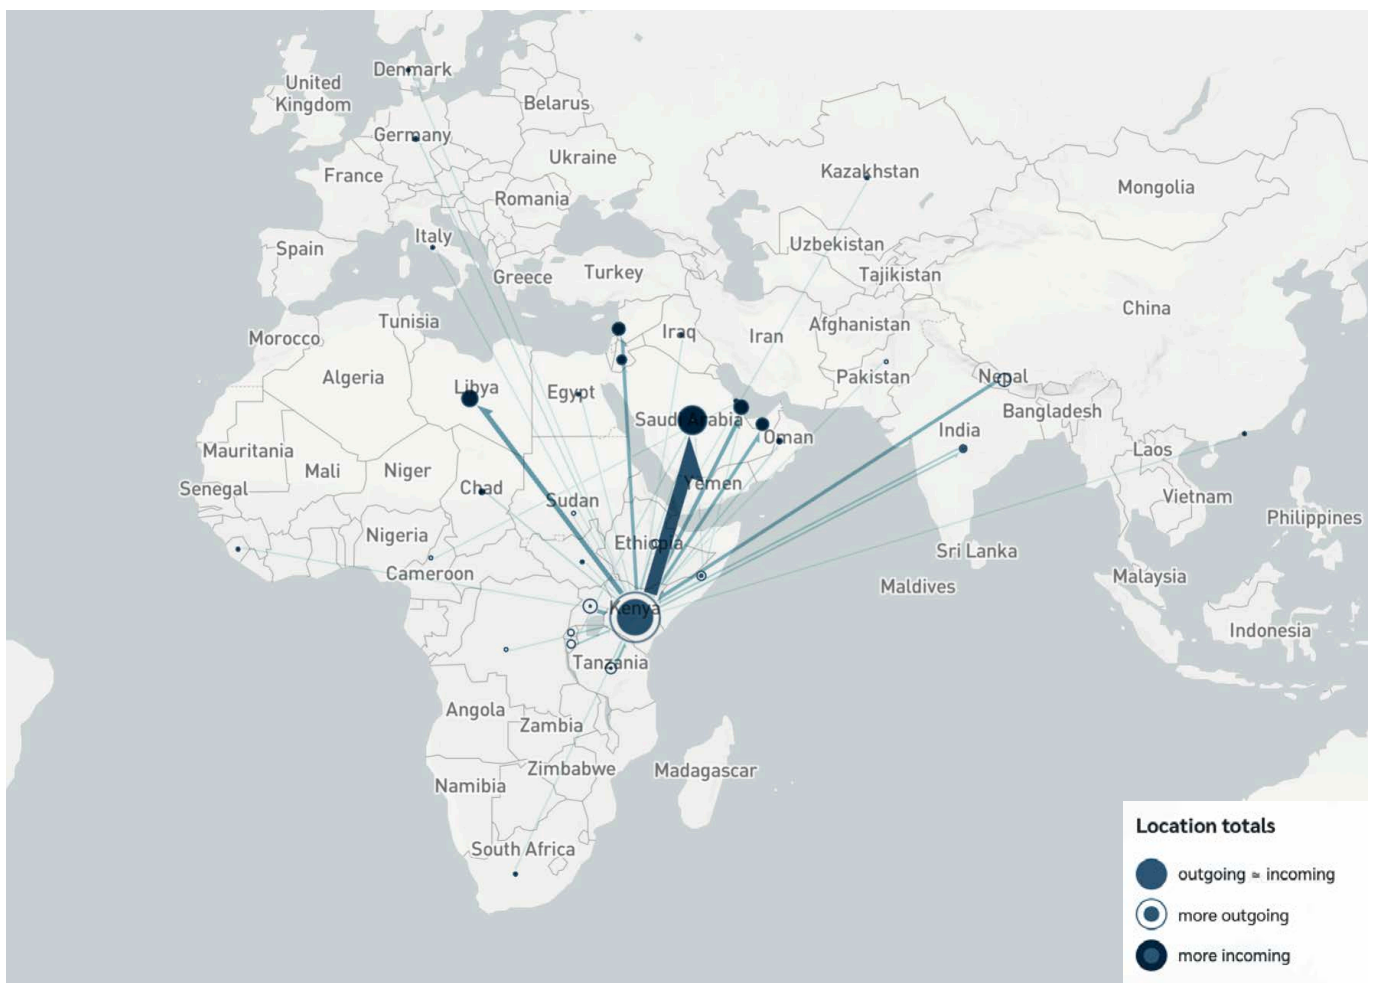 Denmark
United
Kingdom
Belarus
Germany
Ukraine
France
Kazakhstan
Mongolia
Romania
Italy
Spain
Uzbekistan
Greece
Turkey
Tajikistan
China
Tunisia
Morocco
Iraq
Iran
Afghanistan
Algeria
Libya
Egypt
Pakistan
Nepal
Saudi Arabia
Bangladesh
Oman
India
Mauritania
Mali
Niger
Laos
Senegal
Chad
Sudan
Yemen
Vietnam
Philippines
Nigeria
Ethiopia
Sri Lanka
Cameroon
Maldives
Malaysia
Kenya
Indonesia
Tanzania
Angola
Zambia
Zimbabwe
Madagascar
Namibia
South Africa
Location totals
outgoing ≈ incoming
more outgoing
more incoming